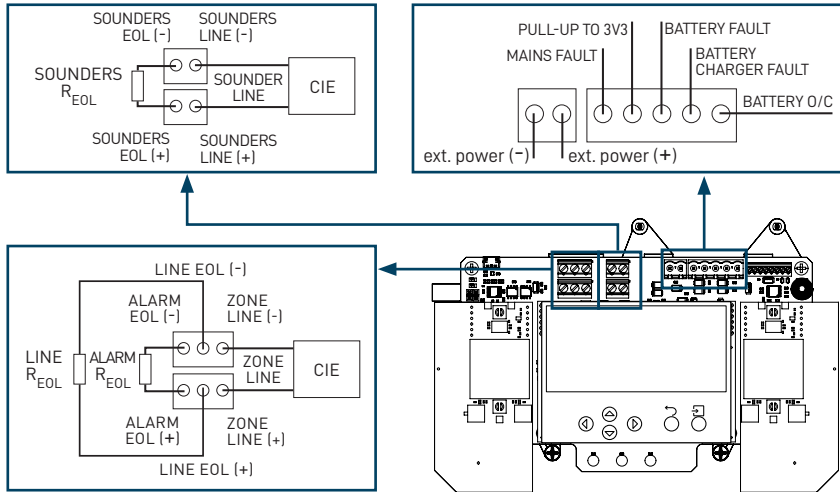 SOUNDERS
EOL (-)
SOUNDERS
LINE (-)
SOUNDERS
REOL
SOUNDER
LINE
CIE
SOUNDERS
EOL (+)
SOUNDERS
LINE (+)
PULL-UP TO 3V3
BATTERY FAULT
MAINS FAULT
BATTERY
CHARGER FAULT
BATTERY O/C
ext. power (-)
ext. power (+)
LINE EOL (-)
ALARM
EOL (-)
ZONE
LINE (-)
LINE
REOL
ALARM
REOL
ZONE
LINE
CIE
ALARM
EOL (+)
ZONE
LINE (+)
LINE EOL (+)